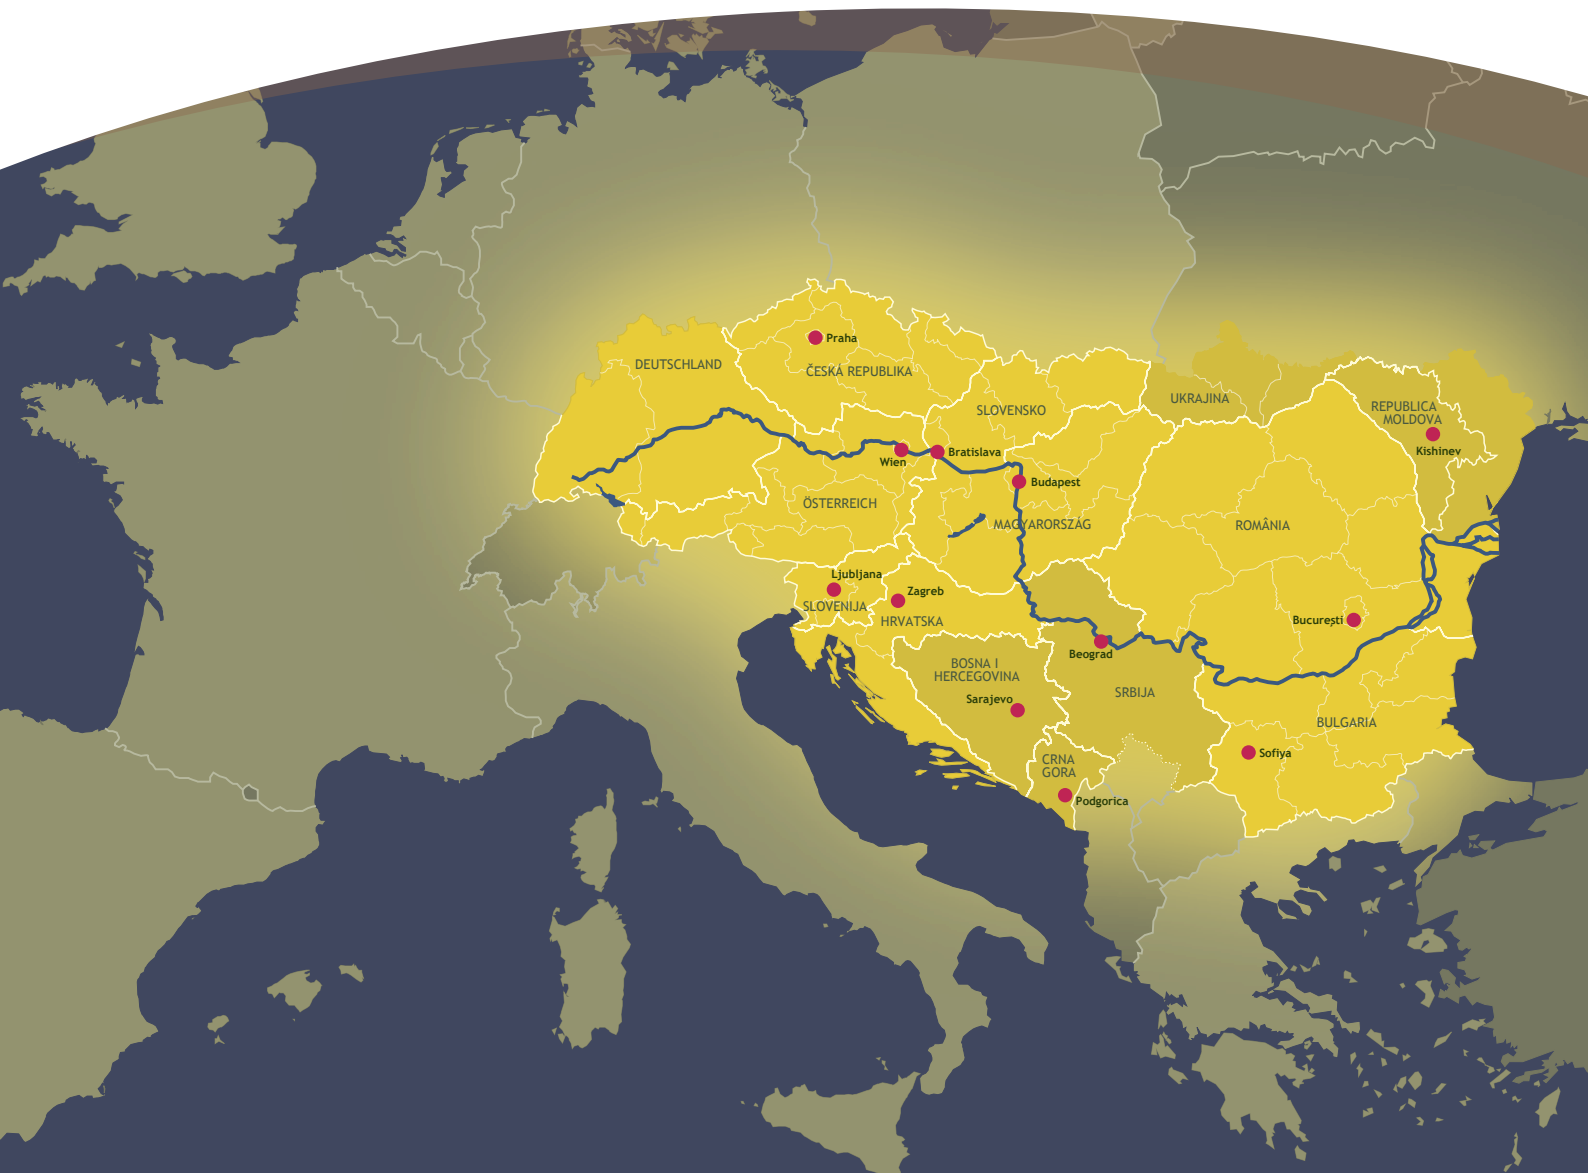 Praha
DEUTSCHLAND
ČESKÁ REPUBLIKA
UKRAJINA
SLOVENSKO
REPUBLICA
MOLDOVA
Kishinev
Wien
Bratislava
Budapest
ÖSTERREICH
MAGYARORSZÁG
ROMÂNIA
Ljubljana
SLOVENIJA
Zagreb
HRVATSKA
București
Beograd
BOSNA I
HERCEGOVINA
Sarajevo
SRBIJA
BULGARIA
Sofiya
CRNA
GORA
Podgorica